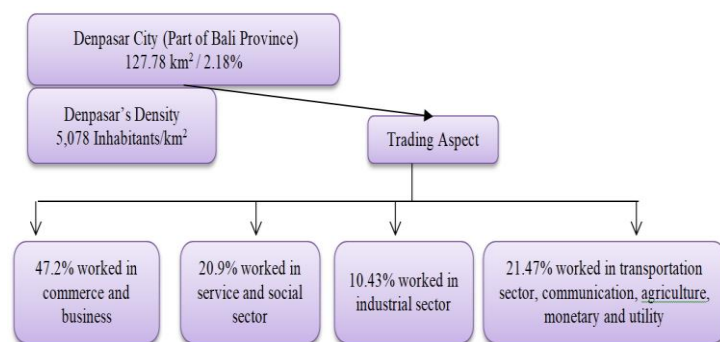 Denpasar City (Part of Bali Province)
127.78 km² / 2.18%
Denpasar's Density
5,078 Inhabitants/km²
Trading Aspect
47.2% worked in
commerce and
business
20.9% worked in
service and social
sector
10.43% worked in
industrial sector
21.47% worked in transportation
sector, communication, agriculture,
monetary and utility